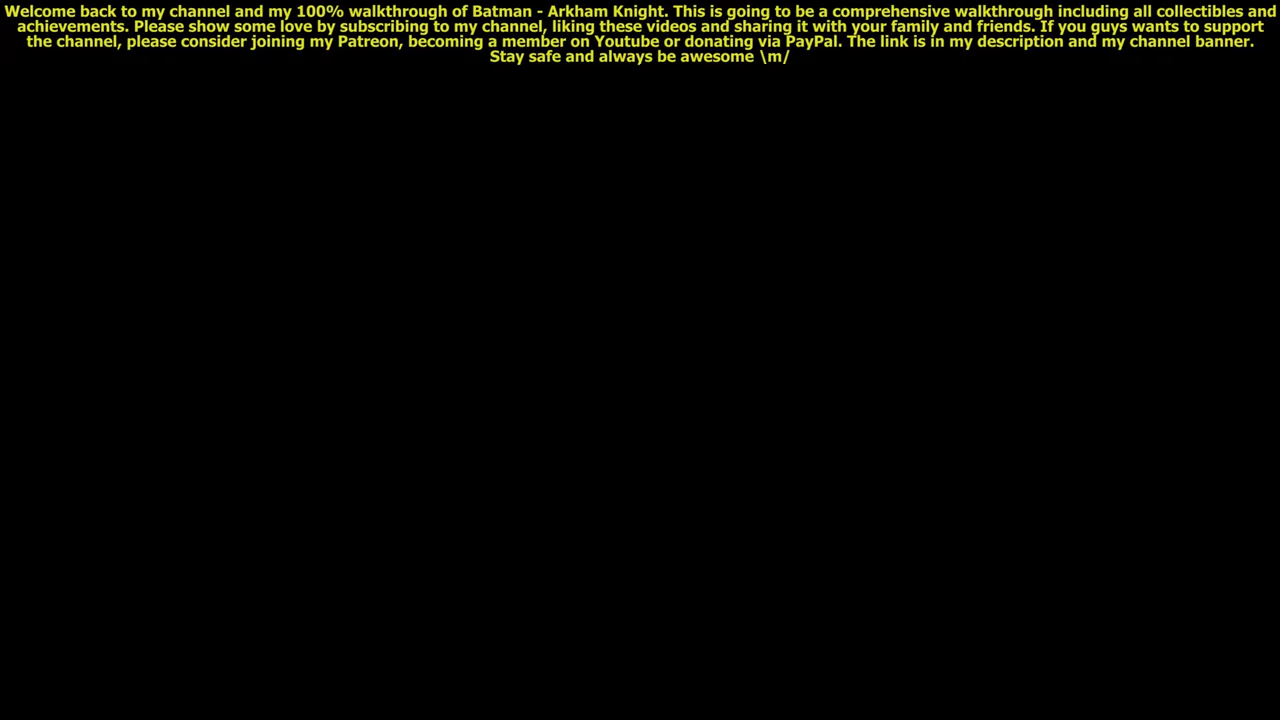 Welcome back to my channel and my 100% walkthrough of Batman - Arkham Knight. This is going to be a comprehensive walkthrough including all collectibles and
achievements. Please show some love by subscribing to my channel, liking these videos and sharing it with your family and friends. If you guys wants to support
the channel, please consider joining my Patreon, becoming a member on Youtube or donating via PayPal. The link is in my description and my channel banner.
Stay safe and always be awesome \m/